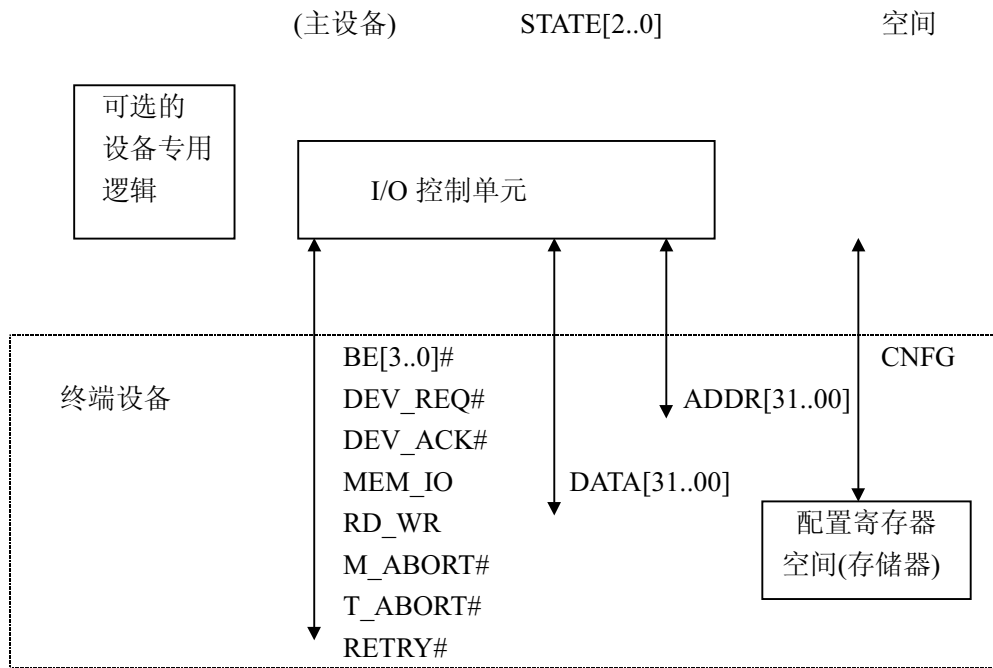 (主设备)
STATE[2..0]
空间
可选的
设备专用
逻辑
I/O 控制单元
BE[3..0]#
CNFG
终端设备
DEV_REQ#
ADDR[31..00]
DEV_ACK#
MEM_IO
DATA[31..00]
RD_WR
配置寄存器
空间(存储器)
M_ABORT#
T_ABORT#
RETRY#